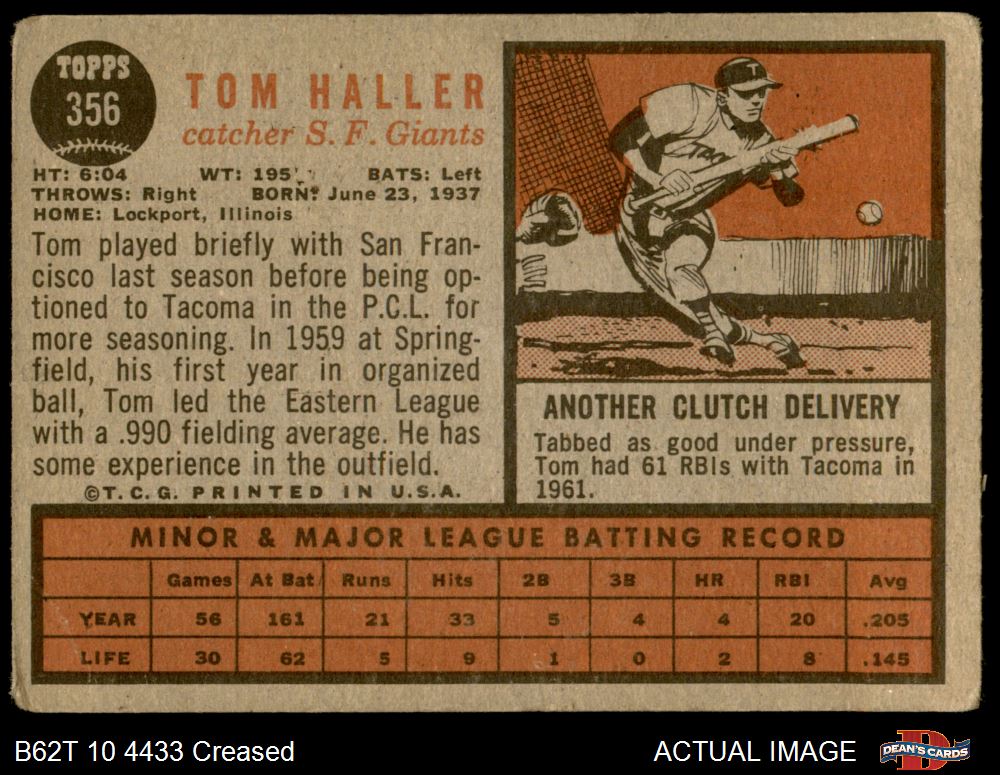 TOPPS
356
TOM HALLER
catcher S. F. Giants
HT: 6:04 WT: 195 BATS: Left
THROWS: Right BORN: June 23, 1937
HOME: Lockport, Illinois
Tom played briefly with San Fran-
cisco last season before being op-
tioned to Tacoma in the P.C.L. for
more seasoning. In 1959 at Spring-
field, his first year in organized
ball, Tom led the Eastern League
with a .990 fielding average. He has
some experience in the outfield.
©T.C.G. PRINTED IN U.S.A.
T
TAC
ANOTHER CLUTCH DELIVERY
Tabbed as good under pressure,
Tom had 61 RBIs with Tacoma in
1961.
MINOR & MAJOR LEAGUE BATTING RECORD
Games At Bat Runs Hits 2B 3B HR RBI Avg
YEAR 56 161 21 33 5 4 4 20 .205
LIFE 30 62 5 9 1 0 2 8 .145
B62T 10 4433 Creased ACTUAL IMAGE
D
DEAN'S CARDS